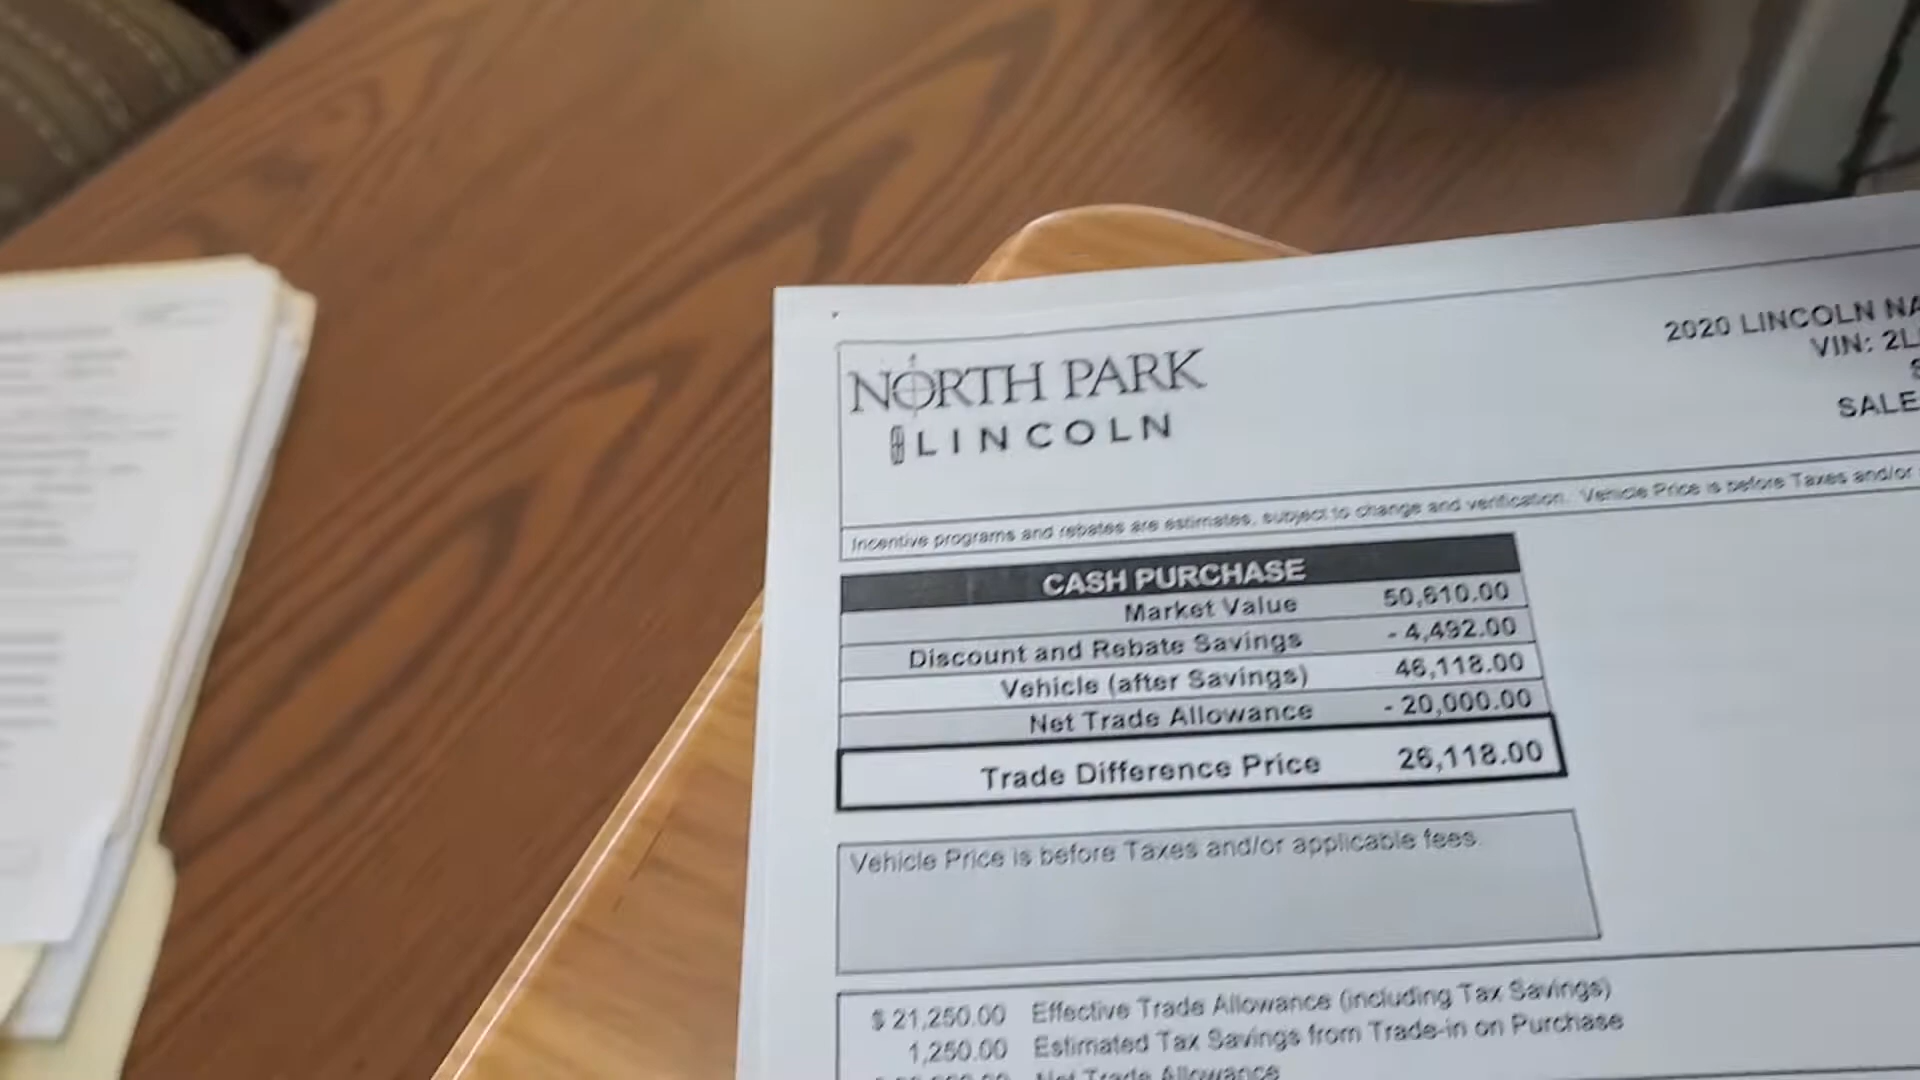 NORTH PARK
LINCOLN
2020 LINCOLN NA
VIN: 2L
SALE
Incentive programs and rebates are estimates, subject to change and verification. Vehicle Price is before Taxes and/or
CASH PURCHASE
Market Value 50,610.00
Discount and Rebate Savings - 4,492.00
Vehicle (after Savings) 46,118.00
Net Trade Allowance - 20,000.00
Trade Difference Price 26,118.00
Vehicle Price is before Taxes and/or applicable fees.
$ 21,250.00 Effective Trade Allowance (including Tax Savings)
1,250.00 Estimated Tax Savings from Trade-in on Purchase
Net Trade Allowance